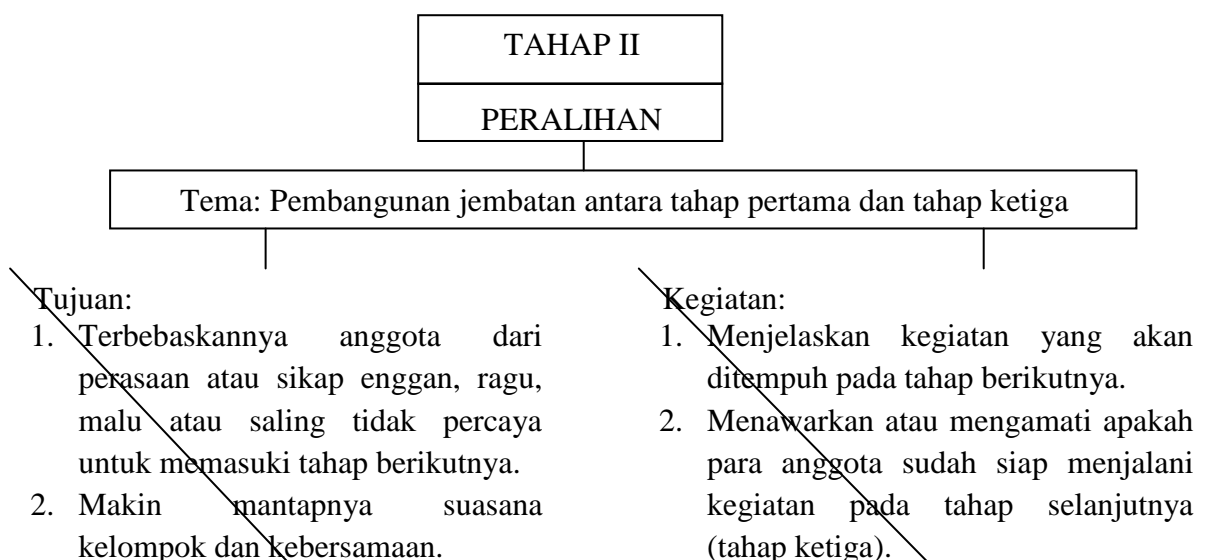 TAHAP II
PERALIHAN
Tema: Pembangunan jembatan antara tahap pertama dan tahap ketiga
Tujuan:
1. Terbebaskannya anggota dari
perasaan atau sikap enggan, ragu,
malu atau saling tidak percaya
untuk memasuki tahap berikutnya.
2. Makin mantapnya suasana
kelompok dan kebersamaan.
Kegiatan:
1. Menjelaskan kegiatan yang akan
ditempuh pada tahap berikutnya.
2. Menawarkan atau mengamati apakah
para anggota sudah siap menjalani
kegiatan pada tahap selanjutnya
(tahap ketiga).